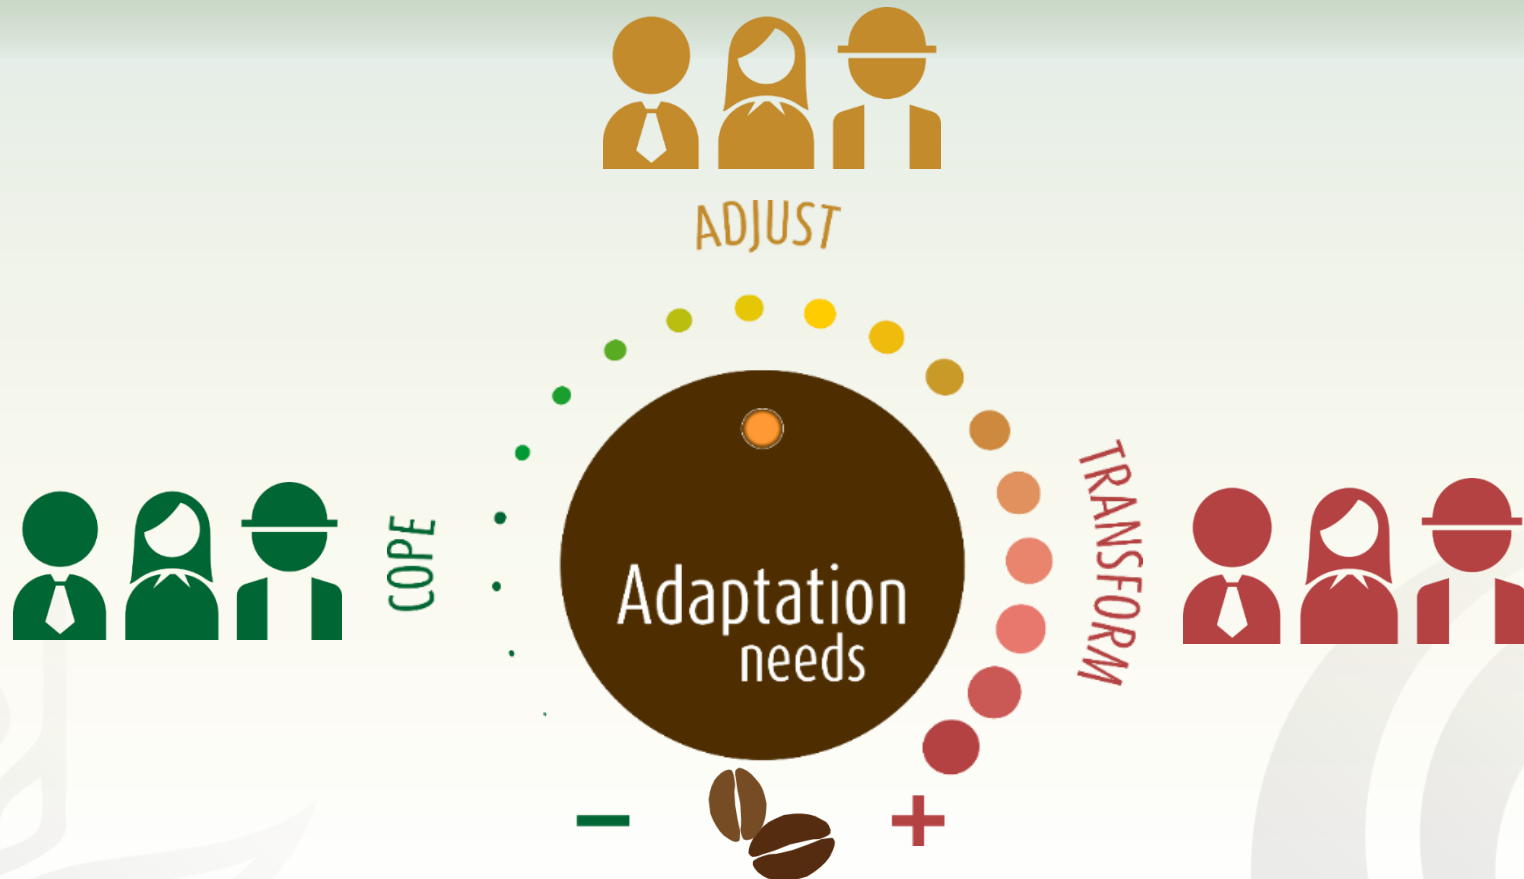 ADJUST
COPE
TRANSFORM
Adaptation
needs
–
+